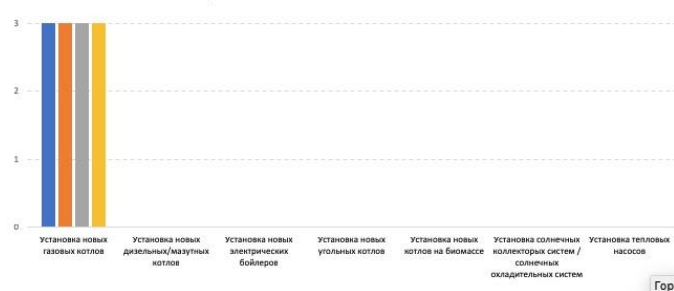 3
2
1
0
Установка новых
газовых котлов
Установка новых
дизельных/мазутных
котлов
Установка новых
электрических
бойлеров
Установка новых
угольных котлов
Установка новых
котлов на биомассе
Установка солнечных
коллекторых систем /
солнечных
охладительных систем
Установка тепловых
насосов
Гор